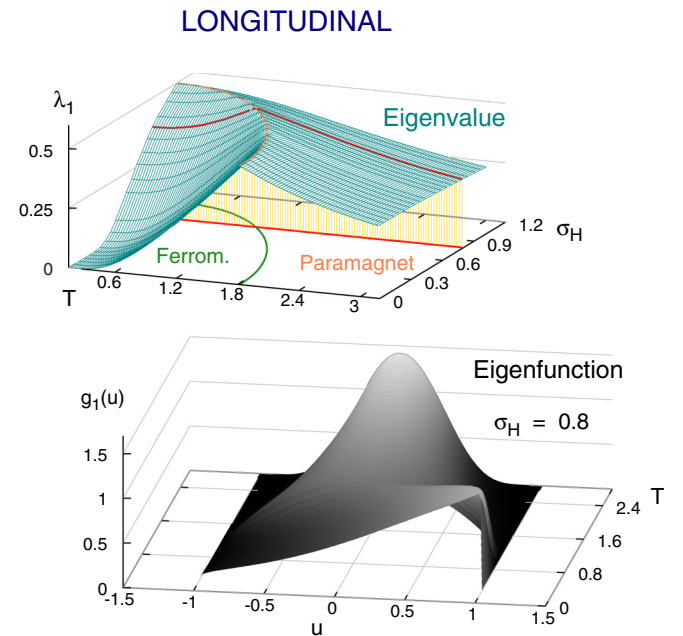 LONGITUDINAL
λ1
Eigenvalue
0.5
0.25
0
Ferrom.
Paramagnet
T
0.6
1.2
1.8
2.4
3
0
0.3
0.6
0.9
1.2
σH
Eigenfunction
g1(u)
σH = 0.8
1.5
1
0.5
0
-1.5
-1
-0.5
0
0.5
1
1.5
u
0
0.8
1.6
2.4
T